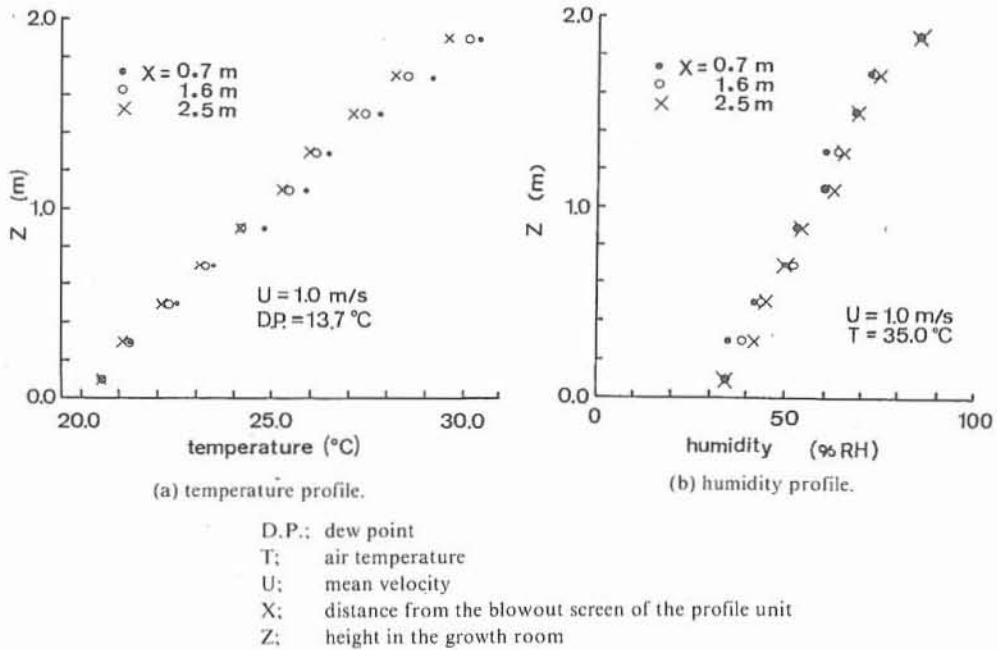 2.0
X = 0.7 m
1.6 m
2.5 m
Z (m)
1.0
U = 1.0 m/s
D.P. = 13.7 °C
0.0
20.0 25.0 30.0
temperature (°C)
(a) temperature profile.
2.0
X = 0.7 m
1.6 m
2.5 m
Z (m)
1.0
U = 1.0 m/s
T = 35.0 °C
0.0
0 50 100
humidity (% RH)
(b) humidity profile.
D.P.; dew point
T; air temperature
U; mean velocity
X; distance from the blowout screen of the profile unit
Z; height in the growth room